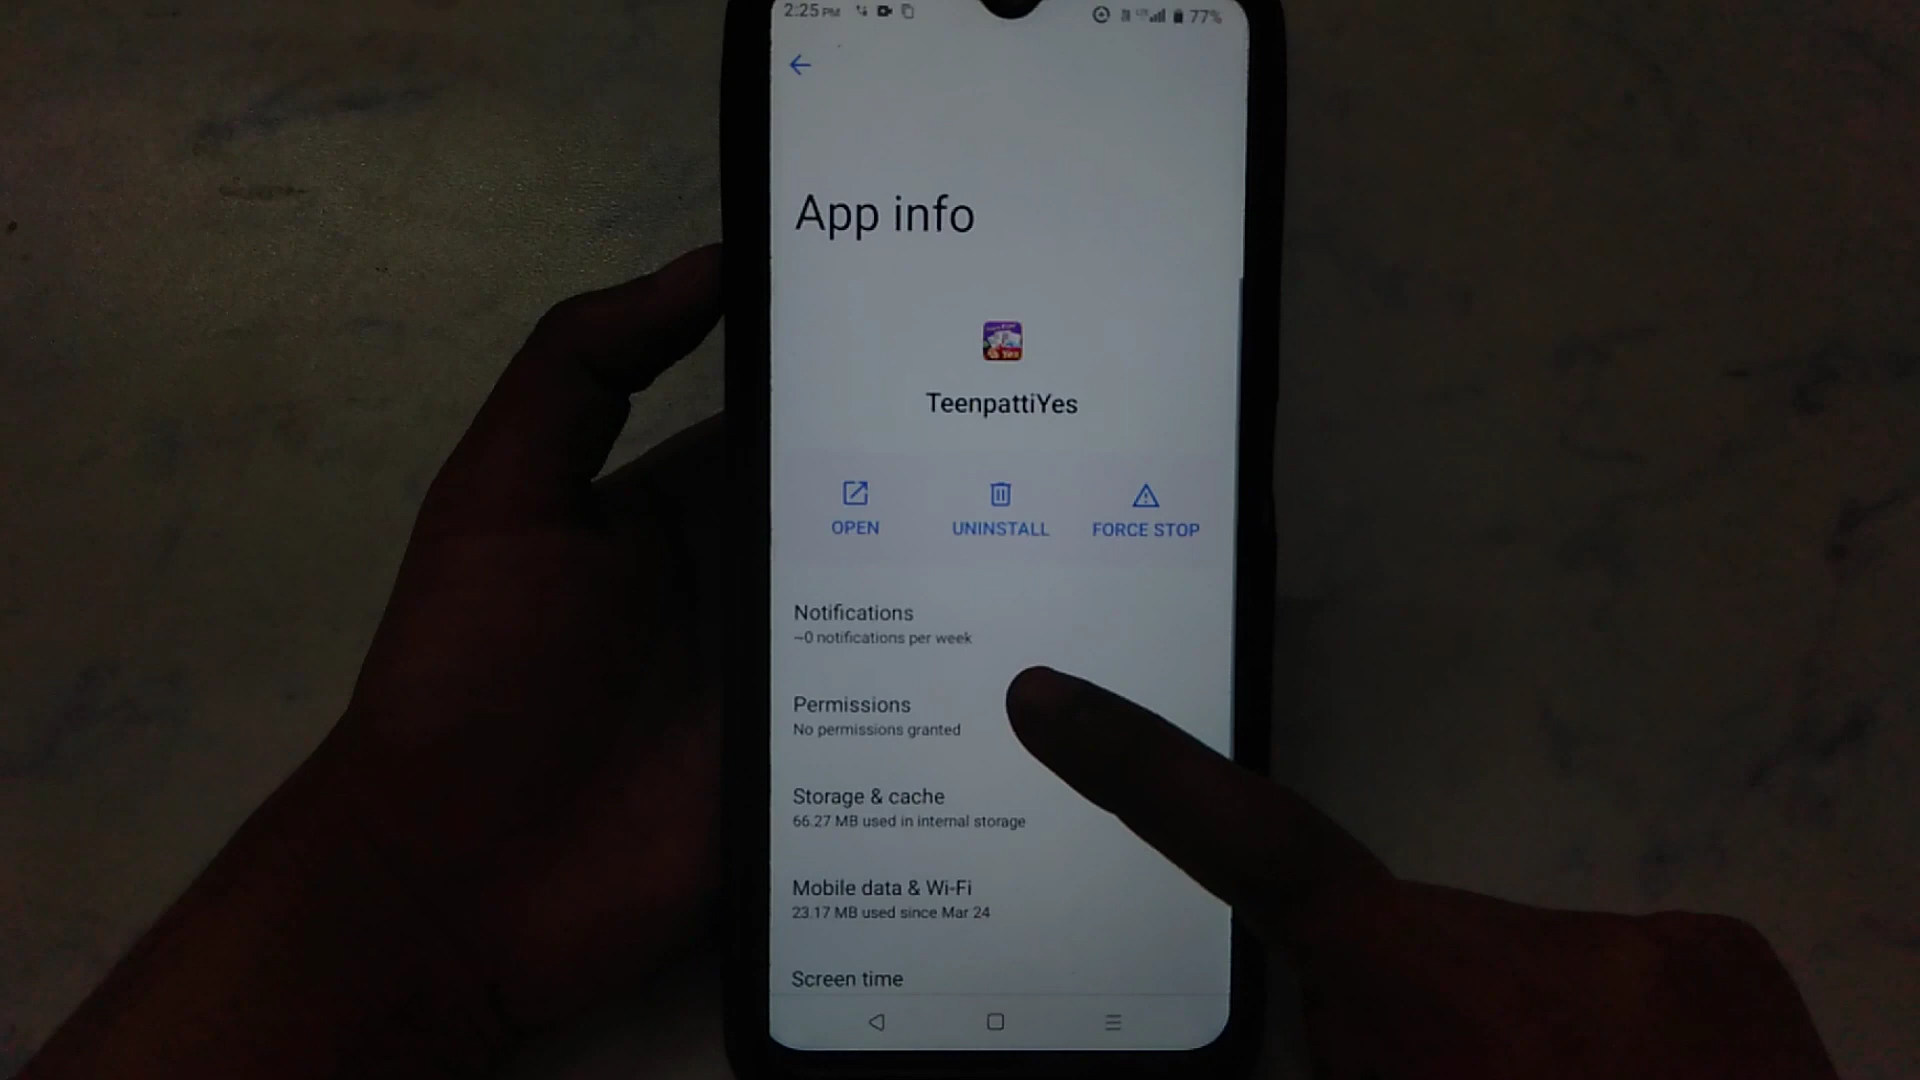 2:25 PM 77%
App info
Yes
TeenpattiYes
OPEN UNINSTALL FORCE STOP
Notifications
~0 notifications per week
Permissions
No permissions granted
Storage & cache
66.27 MB used in internal storage
Mobile data & Wi-Fi
23.17 MB used since Mar 24
Screen time